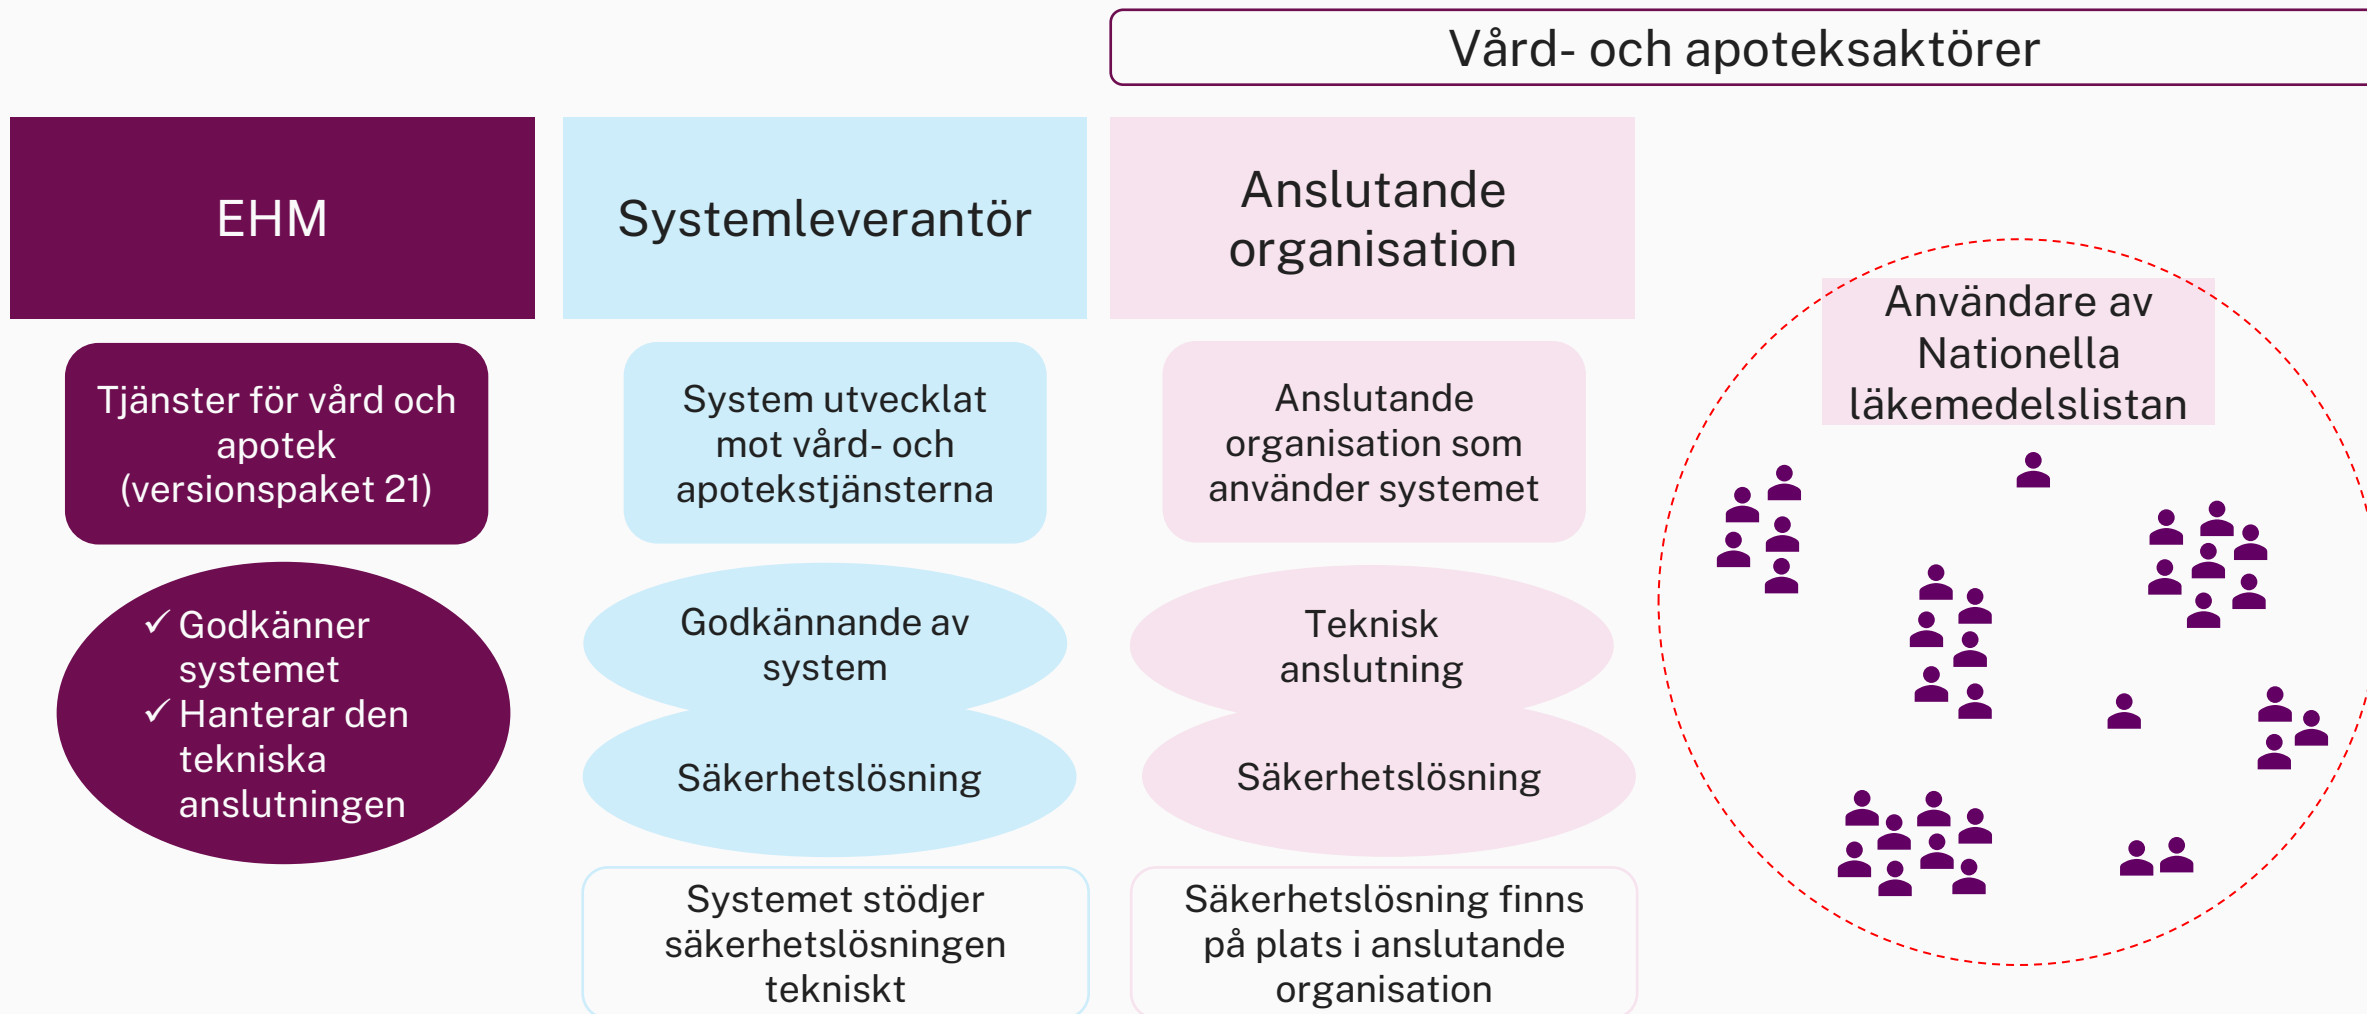 Vård- och apoteksaktörer
EHM
Tjänster för vård och
apotek
(versionspaket 21)
✓ Godkänner
systemet
✓ Hanterar den
tekniska
anslutningen
Systemleverantör
System utvecklat
mot vård- och
apotekstjänsterna
Godkännande av
system
Säkerhetslösning
Systemet stödjer
säkerhetslösningen
tekniskt
Anslutande
organisation
Anslutande
organisation som
använder systemet
Teknisk
anslutning
Säkerhetslösning
Säkerhetslösning finns
på plats i anslutande
organisation
Användare av
Nationella
läkemedelslistan